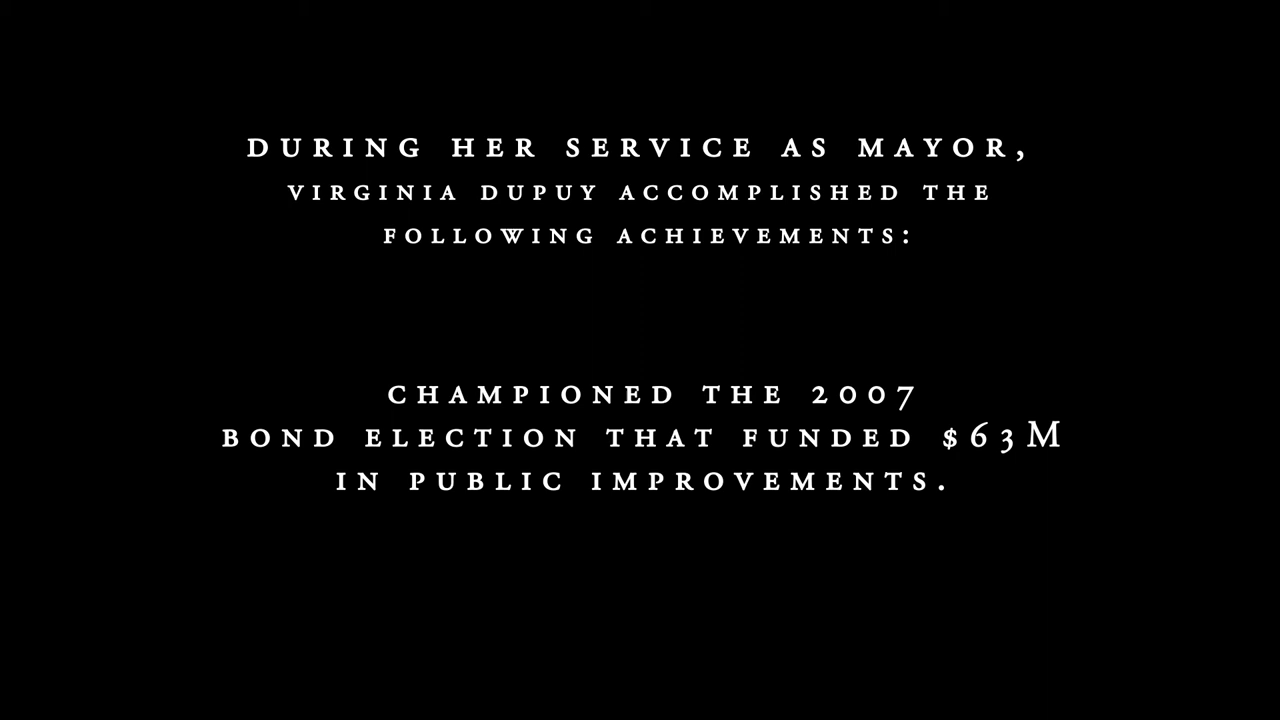 DURING HER SERVICE AS MAYOR,
VIRGINIA DUPUY ACCOMPLISHED THE
FOLLOWING ACHIEVEMENTS:
CHAMPIONED THE 2007
BOND ELECTION THAT FUNDED $63M
IN PUBLIC IMPROVEMENTS.